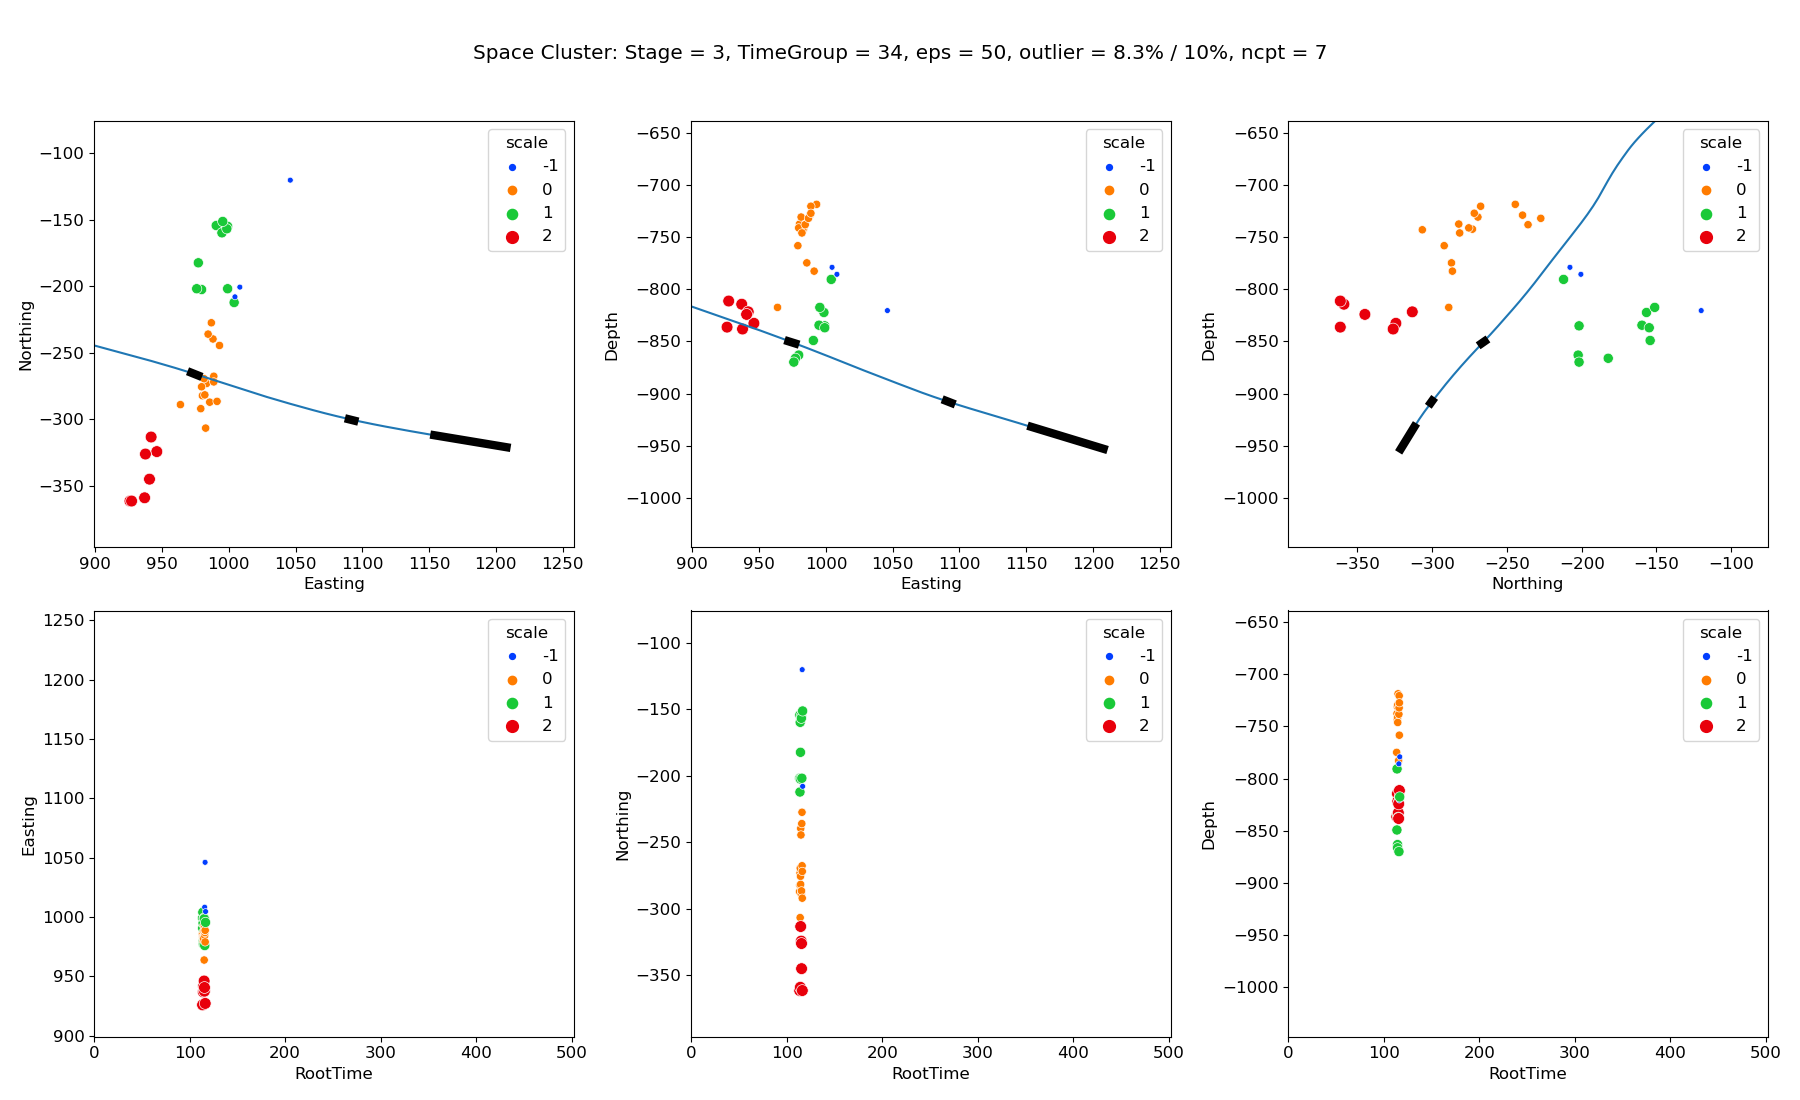 Space Cluster: Stage = 3, TimeGroup = 34, eps = 50, outlier = 8.3% / 10%, ncpt = 7
−100
−150
−200
−250
−300
−350
Northing
900 950 1000 1050 1100 1150 1200 1250
Easting
scale
-1
0
1
2
−650
−700
−750
−800
−850
−900
−950
−1000
Depth
900 950 1000 1050 1100 1150 1200 1250
Easting
scale
-1
0
1
2
−650
−700
−750
−800
−850
−900
−950
−1000
Depth
−350 −300 −250 −200 −150 −100
Northing
scale
-1
0
1
2
1250
1200
1150
1100
1050
1000
950
900
Easting
0 100 200 300 400 500
RootTime
scale
-1
0
1
2
−100
−150
−200
−250
−300
−350
Northing
0 100 200 300 400 500
RootTime
scale
-1
0
1
2
−650
−700
−750
−800
−850
−900
−950
−1000
Depth
0 100 200 300 400 500
RootTime
scale
-1
0
1
2